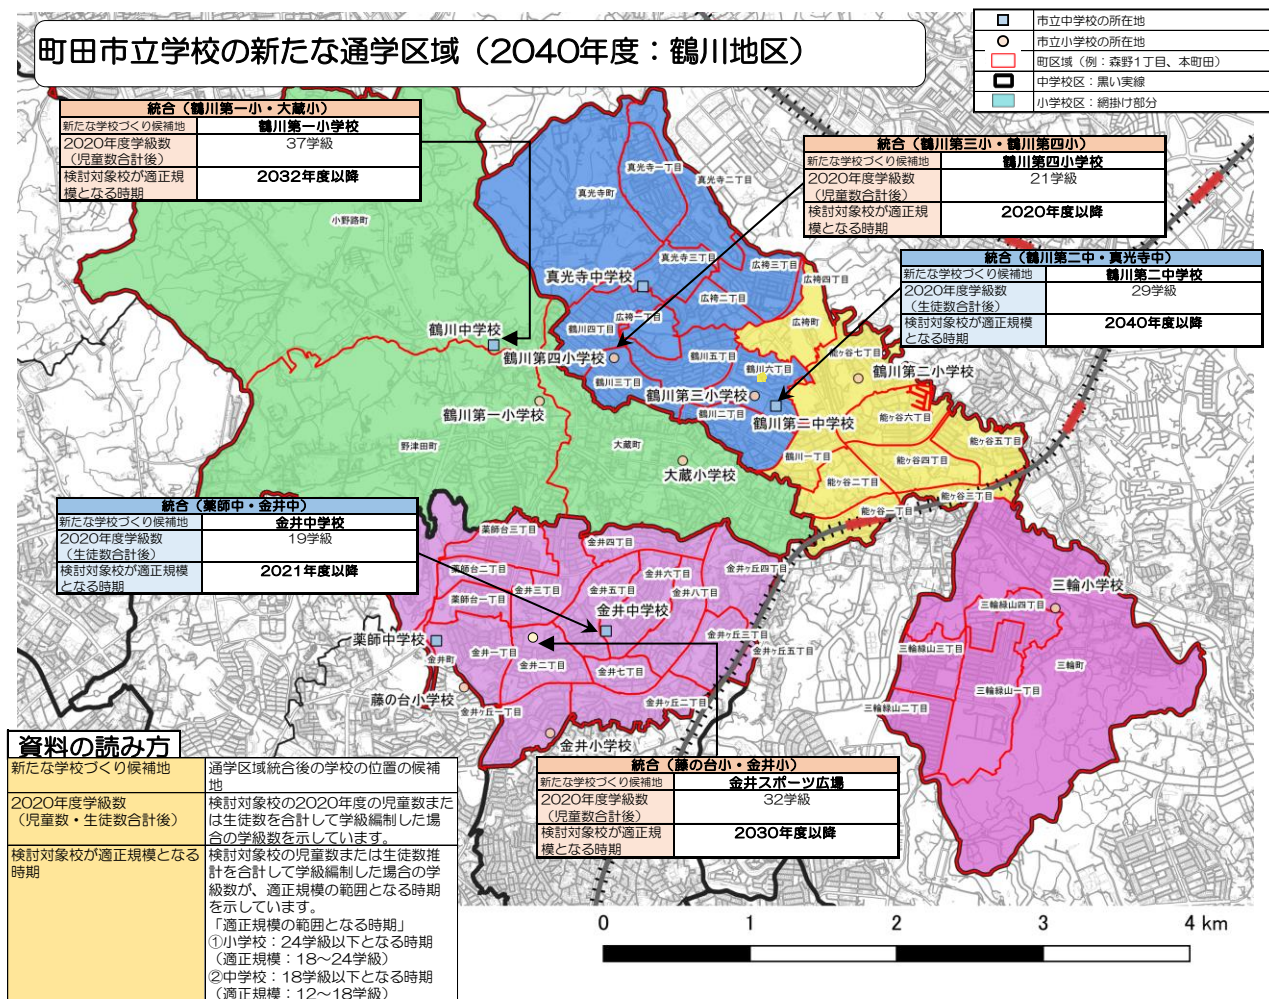 町田市立学校の新たな通学区域（2040年度：鶴川地区）
市立中学校の所在地
市立小学校の所在地
町区域（例：森野1丁目、本町田）
中学校区：黒い実線
小学校区：網掛け部分
統合（鶴川第一小・大蔵小）
新たな学校づくり候補地
鶴川第一小学校
2020年度学級数
（児童数合計後）
37学級
検討対象校が適正規
模となる時期
2032年度以降
統合（鶴川第三小・鶴川第四小）
新たな学校づくり候補地
鶴川第四小学校
2020年度学級数
（児童数合計後）
21学級
検討対象校が適正規
模となる時期
2020年度以降
統合（鶴川第二中・真光寺中）
新たな学校づくり候補地
鶴川第二中学校
2020年度学級数
（生徒数合計後）
29学級
検討対象校が適正規模
となる時期
2040年度以降
真光寺一丁目
真光寺二丁目
真光寺町
小野路町
真光寺三丁目
広袴三丁目
広袴四丁目
真光寺中学校
広袴二丁目
広袴一丁目
広袴町
鶴川中学校
鶴川四丁目
鶴川第四小学校
鶴川五丁目
能ヶ谷七丁目
鶴川六丁目
鶴川第二小学校
鶴川三丁目
鶴川第三小学校
鶴川第一小学校
鶴川二丁目
鶴川第二中学校
能ヶ谷六丁目
野津田町
大蔵町
能ヶ谷五丁目
鶴川一丁目
能ヶ谷四丁目
大蔵小学校
能ヶ谷二丁目
能ヶ谷三丁目
能ヶ谷一丁目
統合（薬師中・金井中）
新たな学校づくり候補地
金井中学校
2020年度学級数
（生徒数合計後）
19学級
検討対象校が適正規模
となる時期
2021年度以降
薬師台三丁目
金井四丁目
薬師台二丁目
金井六丁目
金井ヶ丘四丁目
金井三丁目
金井五丁目
金井八丁目
薬師台一丁目
金井中学校
三輪小学校
三輪緑山四丁目
薬師中学校
金井ヶ丘三丁目
金井ヶ丘五丁目
三輪緑山三丁目
金井町
金井一丁目
金井二丁目
金井七丁目
三輪町
藤の台小学校
三輪緑山一丁目
金井ヶ丘一丁目
金井ヶ丘二丁目
三輪緑山二丁目
金井小学校
統合（藤の台小・金井小）
新たな学校づくり候補地
金井スポーツ広場
2020年度学級数
（児童数合計後）
32学級
検討対象校が適正規
模となる時期
2030年度以降
資料の読み方
新たな学校づくり候補地
通学区域統合後の学校の位置の候補
地
2020年度学級数
（児童数・生徒数合計後）
検討対象校の2020年度の児童数また
は生徒数を合計して学級編制した場
合の学級数を示しています。
検討対象校が適正規模となる
時期
検討対象校の児童数または生徒数推
計を合計して学級編制した場合の学
級数が、適正規模の範囲となる時期
を示しています。
「適正規模の範囲となる時期」
①小学校：24学級以下となる時期
（適正規模：18～24学級）
②中学校：18学級以下となる時期
（適正規模：12～18学級）
0 1 2 3 4 km